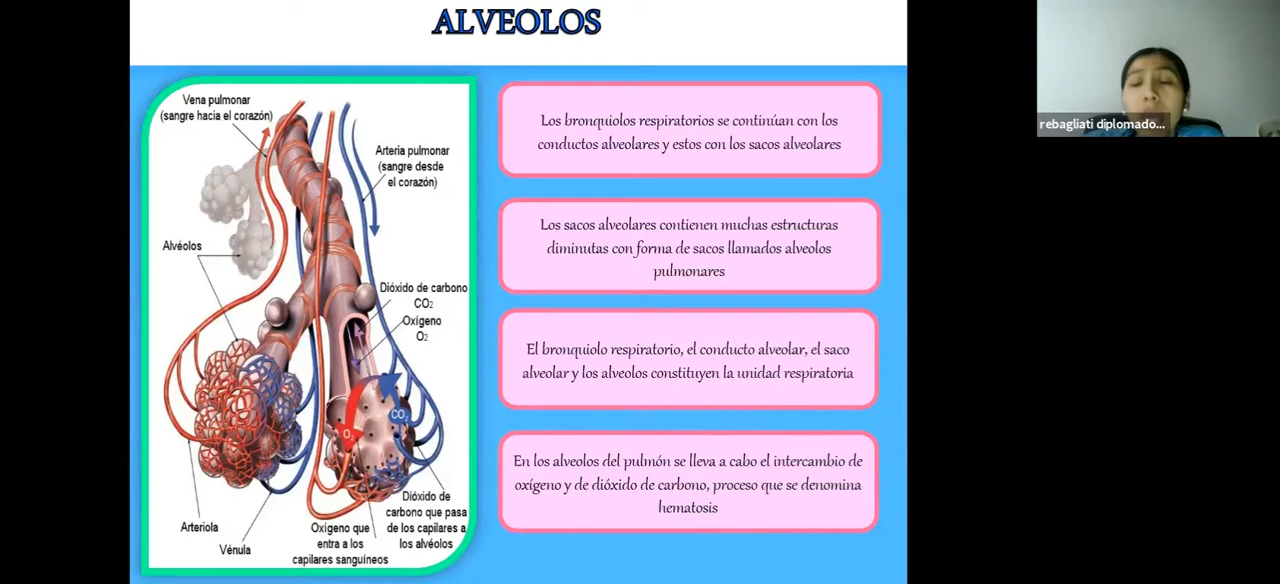 ALVEOLOS
Vena pulmonar
(sangre hacia el corazón)
Arteria pulmonar
(sangre desde
el corazón)
Alvéolos
Dióxido de carbono
CO2
Oxígeno
O2
CO2
O2
Dióxido de
carbono que pasa
de los capilares a
los alvéolos
Oxígeno que
entra a los
capilares sanguíneos
Arteriola
Vénula
Los bronquiolos respiratorios se continúan con los
conductos alveolares y estos con los sacos alveolares
Los sacos alveolares contienen muchas estructuras
diminutas con forma de sacos llamados alveolos
pulmonares
El bronquiolo respiratorio, el conducto alveolar, el saco
alveolar y los alveolos constituyen la unidad respiratoria
En los alveolos del pulmón se lleva a cabo el intercambio de
oxígeno y de dióxido de carbono, proceso que se denomina
hematosis
rebagliati diplomado...